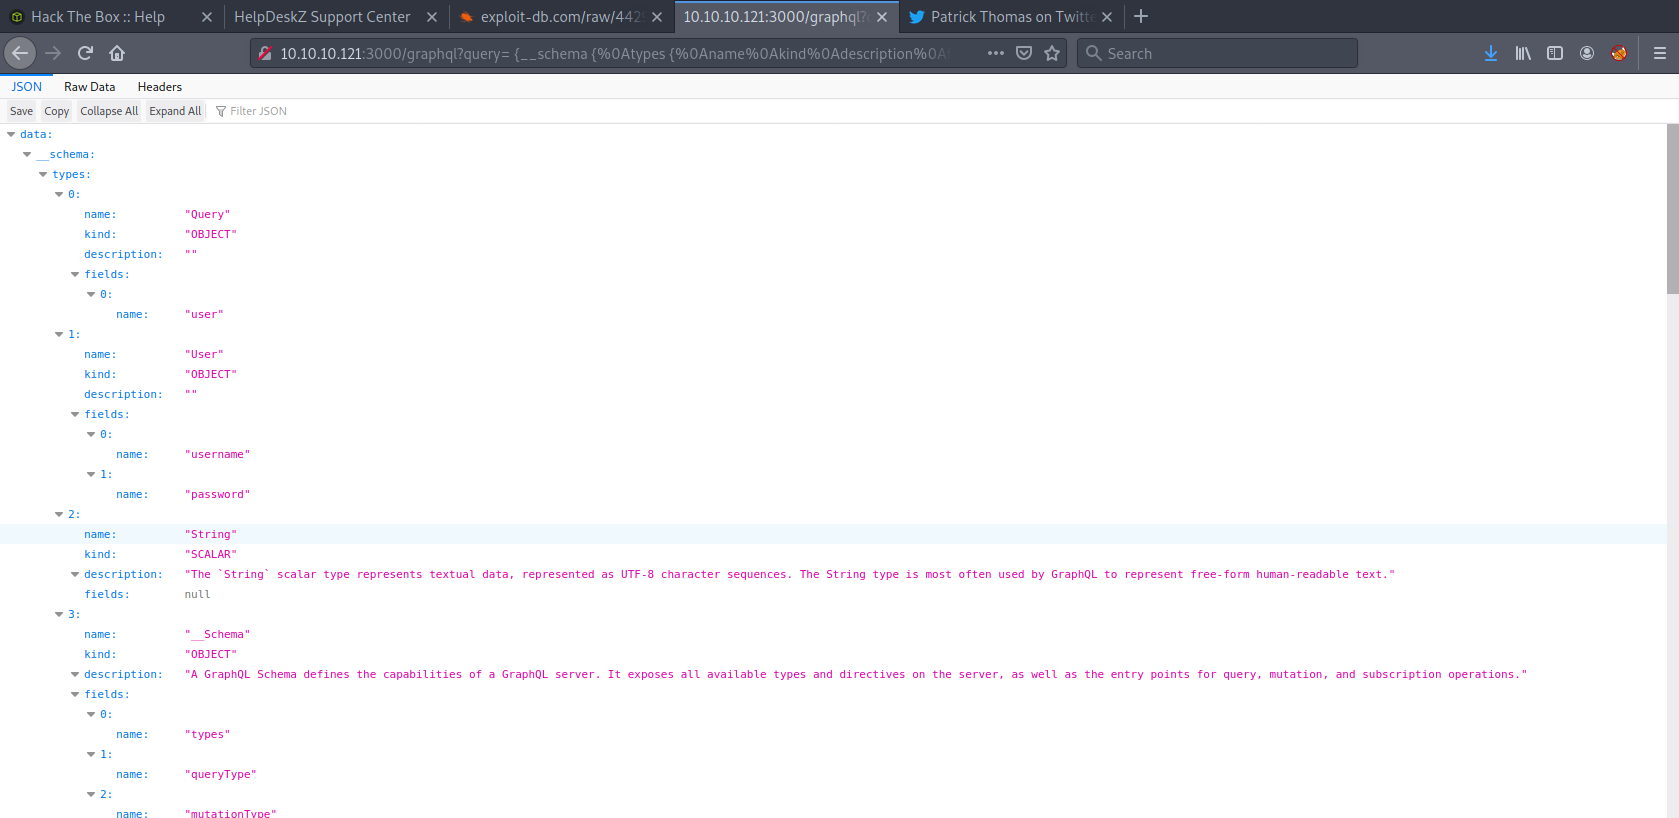 Hack The Box :: Help
HelpDeskZ Support Center
exploit-db.com/raw/4429
10.10.10.121:3000/graphql?
Patrick Thomas on Twitte
10.10.10.121:3000/graphql?query= {__schema {%0Atypes {%0Aname%0Akind%0Adescription%0A
Search
JSON Raw Data Headers
Save Copy Collapse All Expand All Filter JSON
data:
__schema:
types:
0:
name: "Query"
kind: "OBJECT"
description: ""
fields:
0:
name: "user"
1:
name: "User"
kind: "OBJECT"
description: ""
fields:
0:
name: "username"
1:
name: "password"
2:
name: "String"
kind: "SCALAR"
description: "The `String` scalar type represents textual data, represented as UTF-8 character sequences. The String type is most often used by GraphQL to represent free-form human-readable text."
fields: null
3:
name: "__Schema"
kind: "OBJECT"
description: "A GraphQL Schema defines the capabilities of a GraphQL server. It exposes all available types and directives on the server, as well as the entry points for query, mutation, and subscription operations."
fields:
0:
name: "types"
1:
name: "queryType"
2:
name: "mutationType"